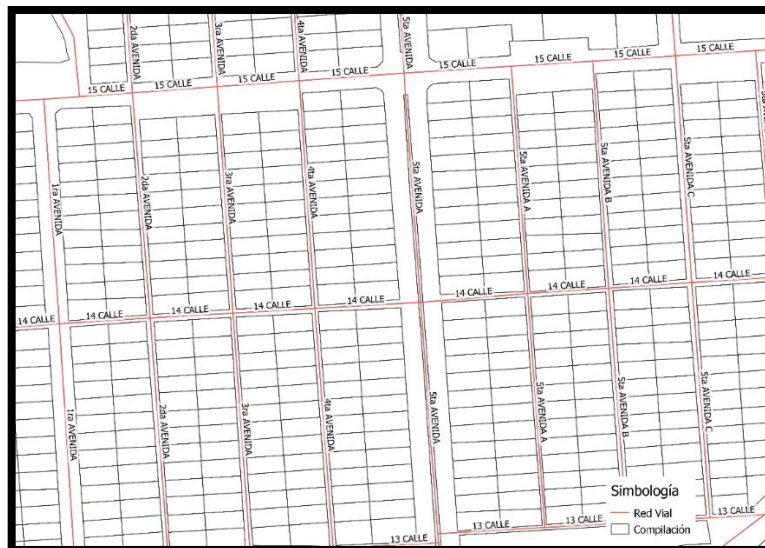 2da AVENIDA
3ra AVENIDA
4ta AVENIDA
5ta AVENIDA
15 CALLE
15 CALLE
15 CALLE
15 CALLE
15 CALLE
15 CALLE
15 CALLE
15 CALLE
1ra AVENIDA
2da AVENIDA
3ra AVENIDA
4ta AVENIDA
5ta AVENIDA
5ta AVENIDA A
5ta AVENIDA B
5ta AVENIDA C
14 CALLE
14 CALLE
14 CALLE
14 CALLE
14 CALLE
14 CALLE
14 CALLE
14 CALLE
14 CALLE
1ra AVENIDA
2da AVENIDA
3ra AVENIDA
4ta AVENIDA
5ta AVENIDA
5ta AVENIDA A
5ta AVENIDA B
5ta AVENIDA C
13 CALLE
13 CALLE
13 CALLE
13 CALLE
Simbología
Red Vial
Compilación